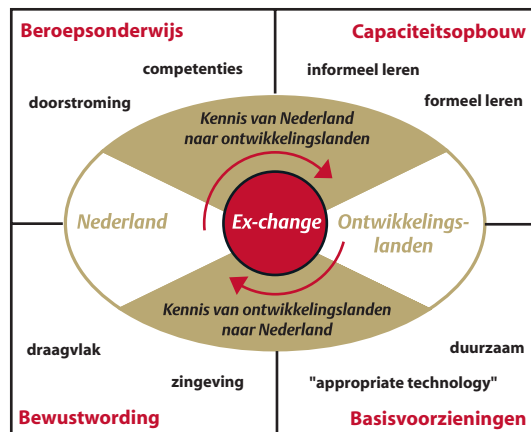 Beroepsonderwijs
Capaciteitsopbouw
competenties
informeel leren
doorstroming
formeel leren
Kennis van Nederland
naar ontwikkelingslanden
Nederland
Ex-change
Ontwikkelings-
landen
Kennis van ontwikkelingslanden
naar Nederland
draagvlak
duurzaam
zingeving
"appropriate technology"
Bewustwording
Basisvoorzieningen